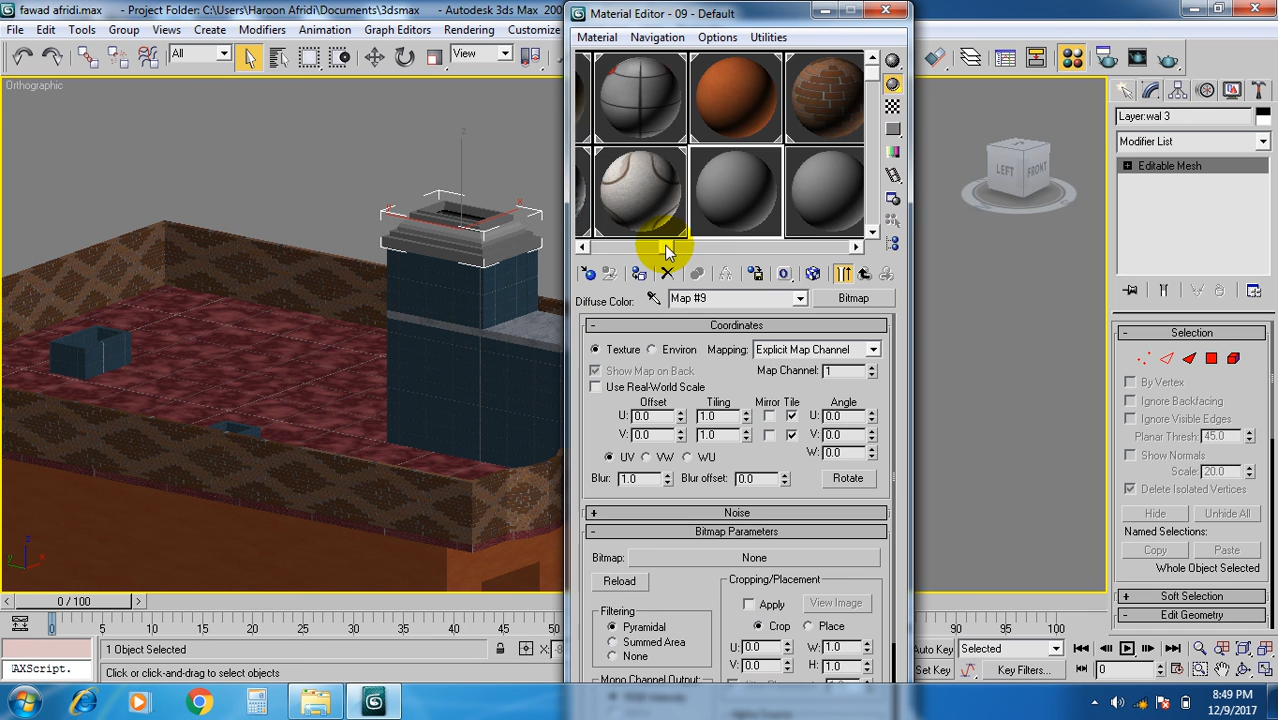 fawad afridi.max - Project Folder: C:\Users\Haroon Afridi\Documents\3dsmax - Autodesk 3ds Max 200
Material Editor - 09 - Default
File Edit Tools Group Views Create Modifiers Animation Graph Editors Rendering Customize
Material Navigation Options Utilities
All
View
Orthographic
z
x
LEFT
FRONT
Layer:wal 3
Modifier List
Editable Mesh
Diffuse Color:
Map #9
Bitmap
Coordinates
Texture
Environ
Mapping:
Explicit Map Channel
Show Map on Back
Map Channel:
1
Use Real-World Scale
Offset
Tiling
Mirror Tile
Angle
U: 0.0
1.0
U: 0.0
V: 0.0
1.0
V: 0.0
UV
VW
WU
W: 0.0
Blur: 1.0
Blur offset: 0.0
Rotate
Noise
Bitmap Parameters
Bitmap:
None
Reload
Cropping/Placement
Apply
View Image
Filtering
Pyramidal
Summed Area
None
Crop
Place
U: 0.0
W: 1.0
V: 0.0
H: 1.0
Mono Channel Output:
Selection
By Vertex
Ignore Backfacing
Ignore Visible Edges
Planar Thresh: 45.0
Show Normals
Scale: 20.0
Delete Isolated Vertices
Hide
Unhide All
Named Selections:
Copy
Paste
Whole Object Selected
Soft Selection
Edit Geometry
z
y
x
0 / 100
0 5 10 15 20 25 30 35 40 45 50
90 95 100
1 Object Selected
X:
Auto Key
Selected
AXScript.
Click or click-and-drag to select objects
Set Key
Key Filters...
0
8:49 PM
12/9/2017